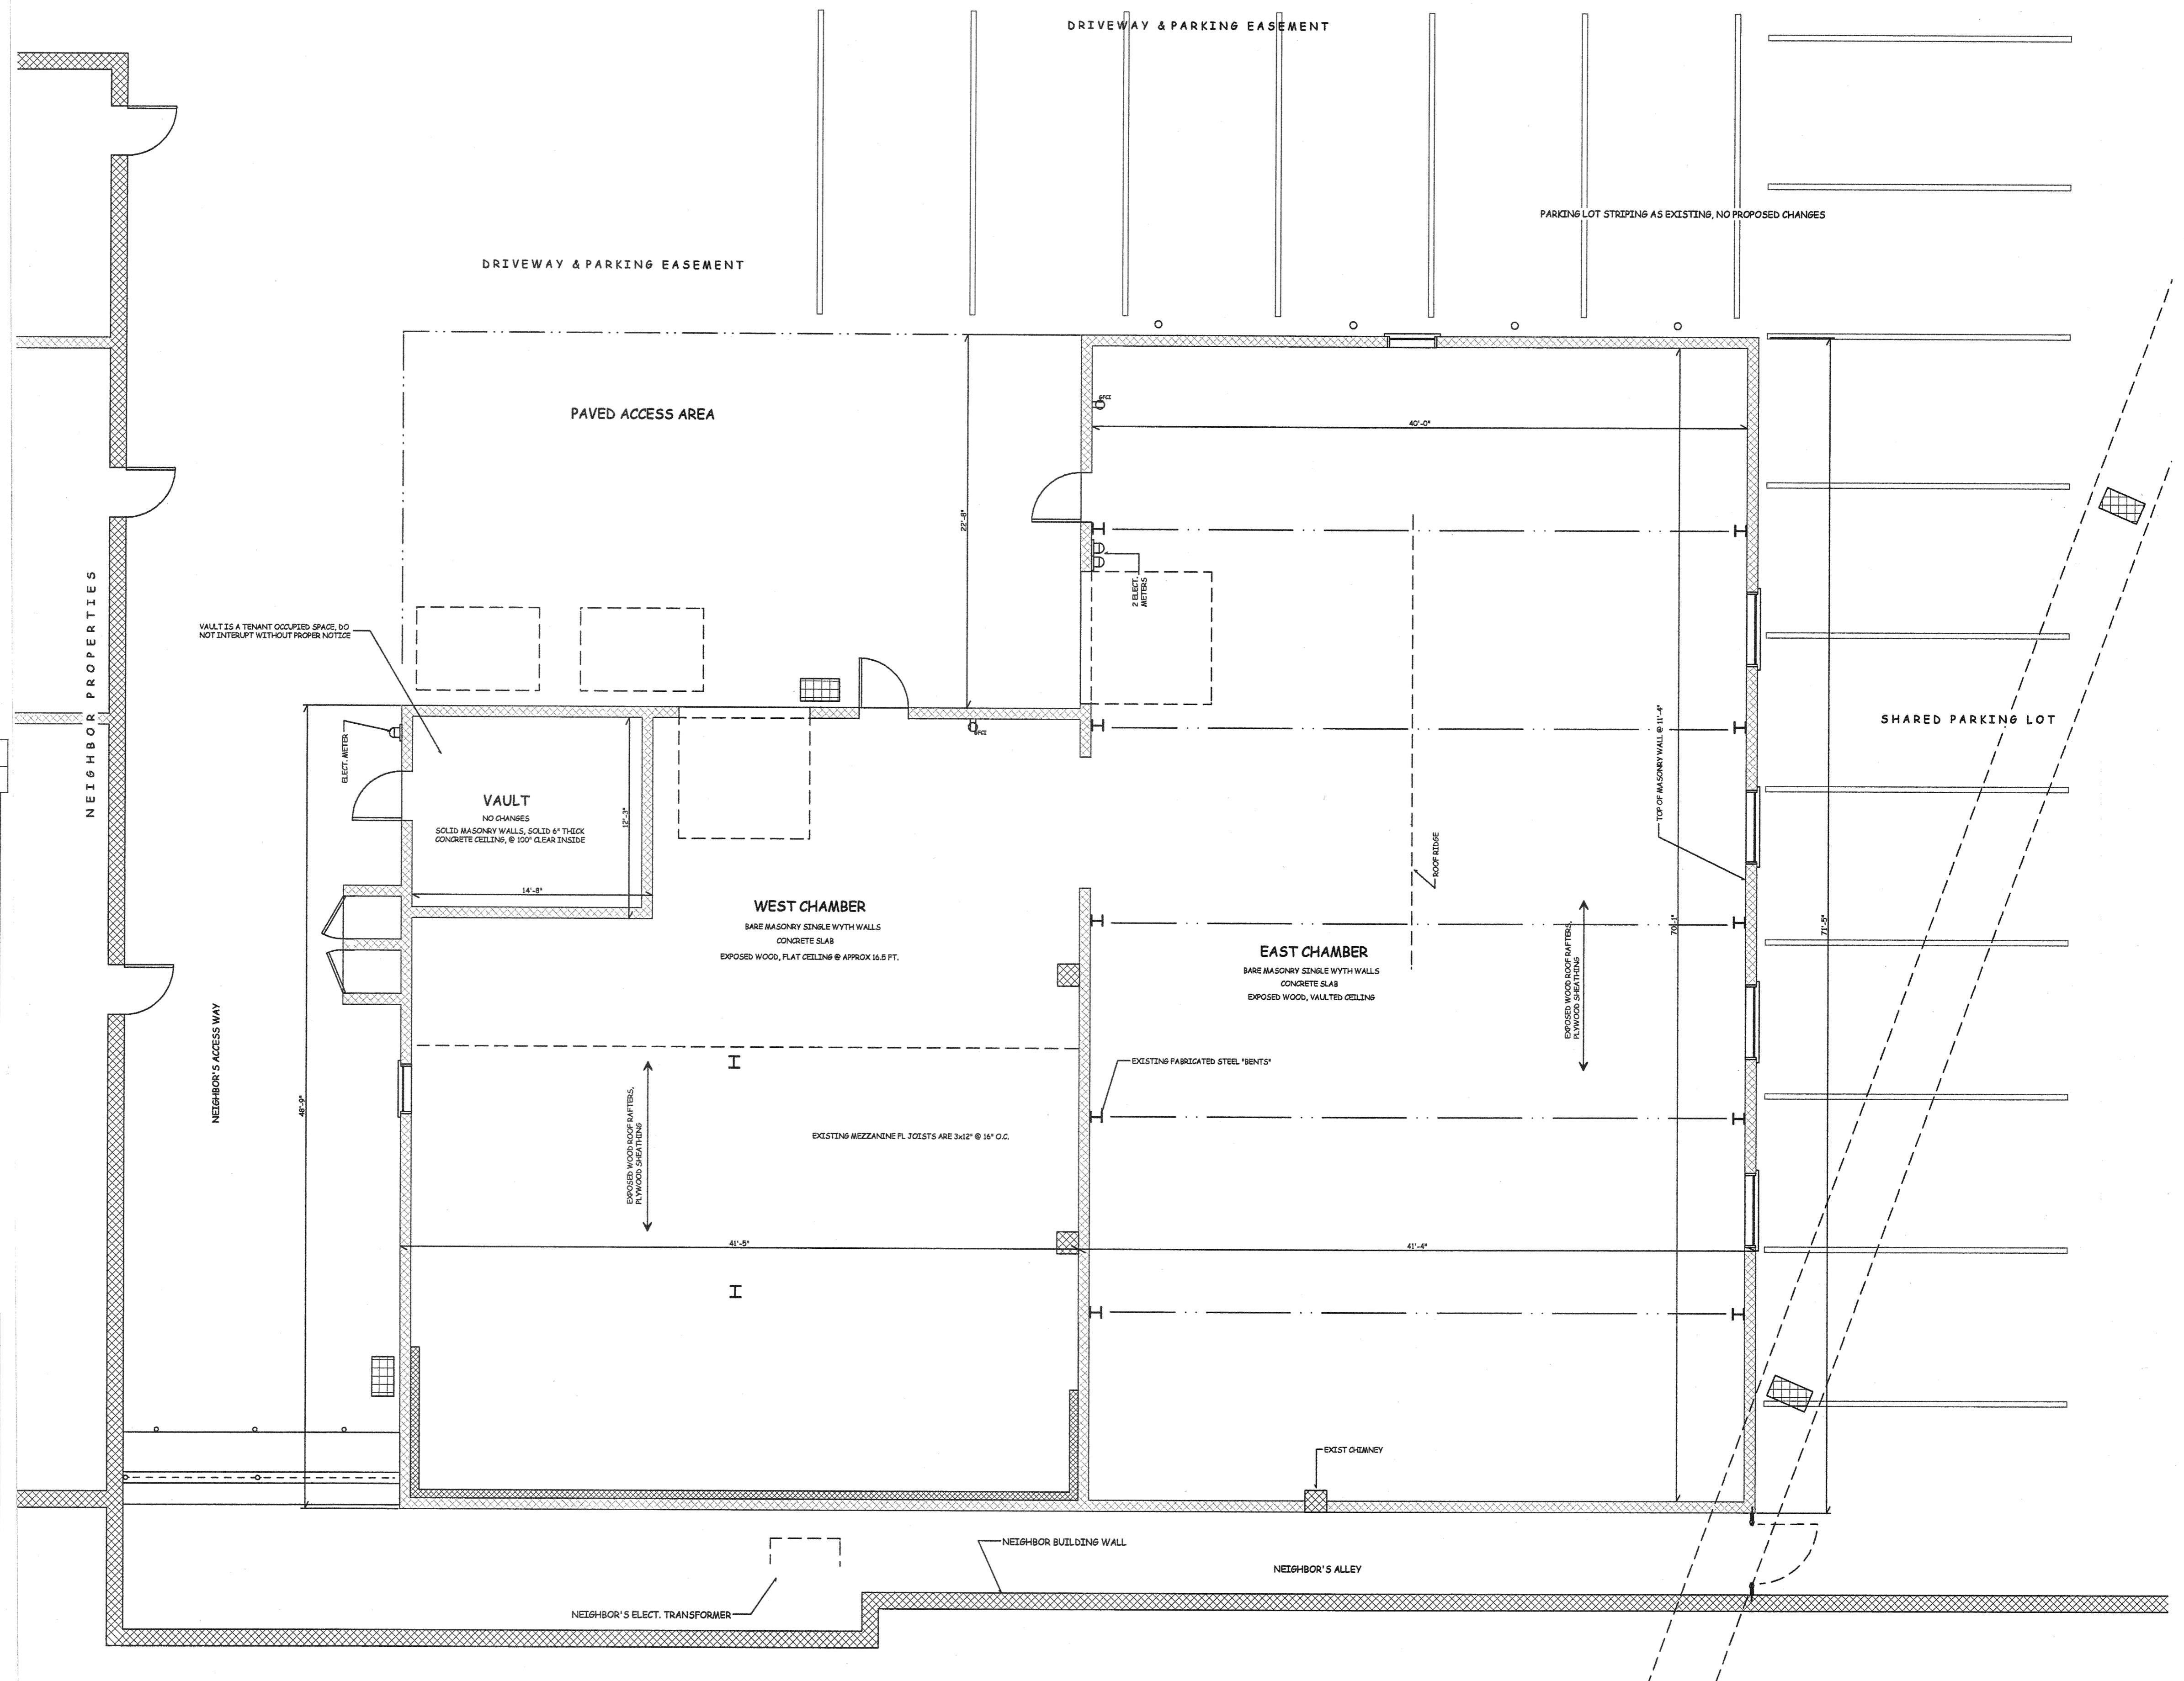 DRIVEWAY & PARKING EASEMENT
PARKING LOT STRIPING AS EXISTING, NO PROPOSED CHANGES
DRIVEWAY & PARKING EASEMENT
PAVED ACCESS AREA
GFCI
40'-0"
22'-8"
2 ELECT.
METERS
NEIGHBOR PROPERTIES
VAULT IS A TENANT OCCUPIED SPACE, DO
NOT INTERUPT WITHOUT PROPER NOTICE
ELECT. METER
GFCI
TOP OF MASONRY WALL @ 11'-4"
SHARED PARKING LOT
VAULT
NO CHANGES
SOLID MASONRY WALLS, SOLID 6" THICK
CONCRETE CEILING, @ 100" CLEAR INSIDE
12'-3"
14'-8"
ROOF RIDGE
WEST CHAMBER
BARE MASONRY SINGLE WYTH WALLS
CONCRETE SLAB
EXPOSED WOOD, FLAT CEILING @ APPROX 16.5 FT.
EAST CHAMBER
BARE MASONRY SINGLE WYTH WALLS
CONCRETE SLAB
EXPOSED WOOD, VAULTED CEILING
EXPOSED WOOD ROOF RAFTERS,
PLYWOOD SHEATHING
70'-1"
71'-5"
NEIGHBOR'S ACCESS WAY
48'-9"
EXISTING FABRICATED STEEL "BENTS"
EXPOSED WOOD ROOF RAFTERS,
PLYWOOD SHEATHING
EXISTING MEZZANINE FL JOISTS ARE 3x12" @ 16" O.C.
41'-5"
41'-4"
EXIST CHIMNEY
NEIGHBOR BUILDING WALL
NEIGHBOR'S ALLEY
NEIGHBOR'S ELECT. TRANSFORMER